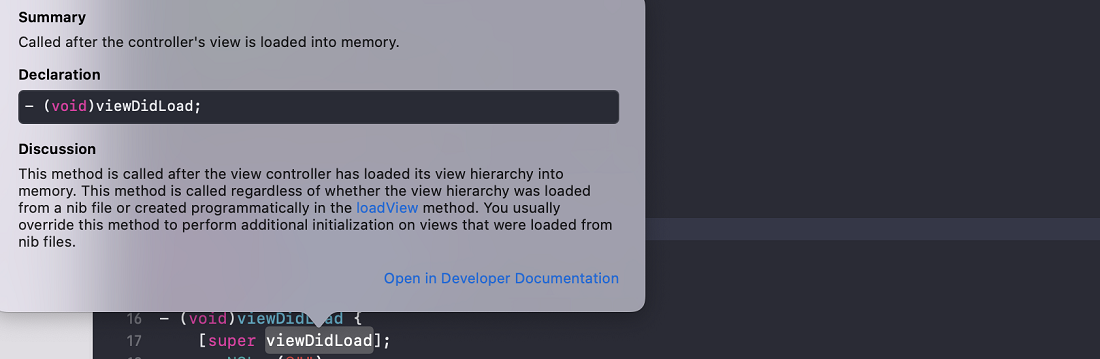 Summary
Called after the controller's view is loaded into memory.
Declaration
- (void)viewDidLoad;
Discussion
This method is called after the view controller has loaded its view hierarchy into
memory. This method is called regardless of whether the view hierarchy was loaded
from a nib file or created programmatically in the loadView method. You usually
override this method to perform additional initialization on views that were loaded from
nib files.
Open in Developer Documentation
16 - (void)viewDidLoad {
17 [super viewDidLoad];